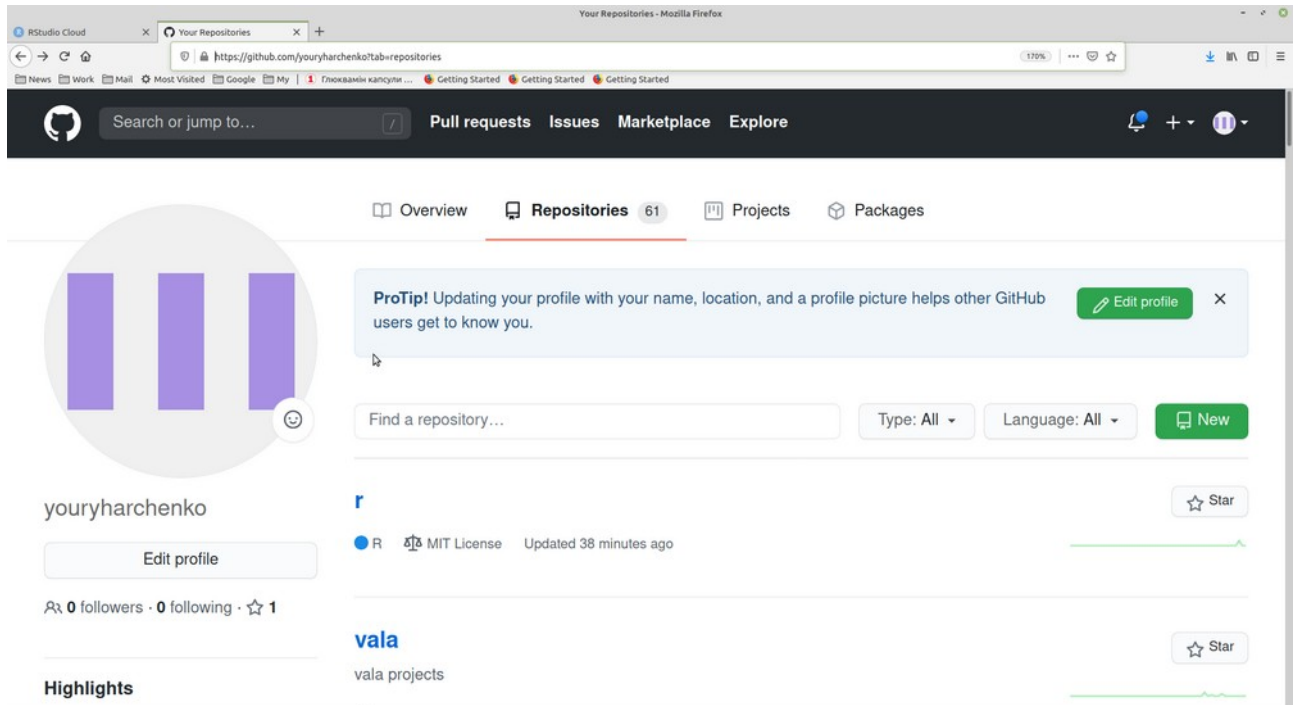 Your Repositories - Mozilla Firefox
RStudio Cloud
Your Repositories
https://github.com/youryharchenko?tab=repositories
170%
News Work Mail Most Visited Google My 1 Глюквамін капсули ... Getting Started Getting Started Getting Started
Search or jump to...
/
Pull requests Issues Marketplace Explore
Overview Repositories 61 Projects Packages
ProTip! Updating your profile with your name, location, and a profile picture helps other GitHub
users get to know you.
Edit profile
Find a repository...
Type: All
Language: All
New
youryharchenko
Edit profile
0 followers · 0 following · 1
Highlights
r
Star
R MIT License Updated 38 minutes ago
vala
Star
vala projects